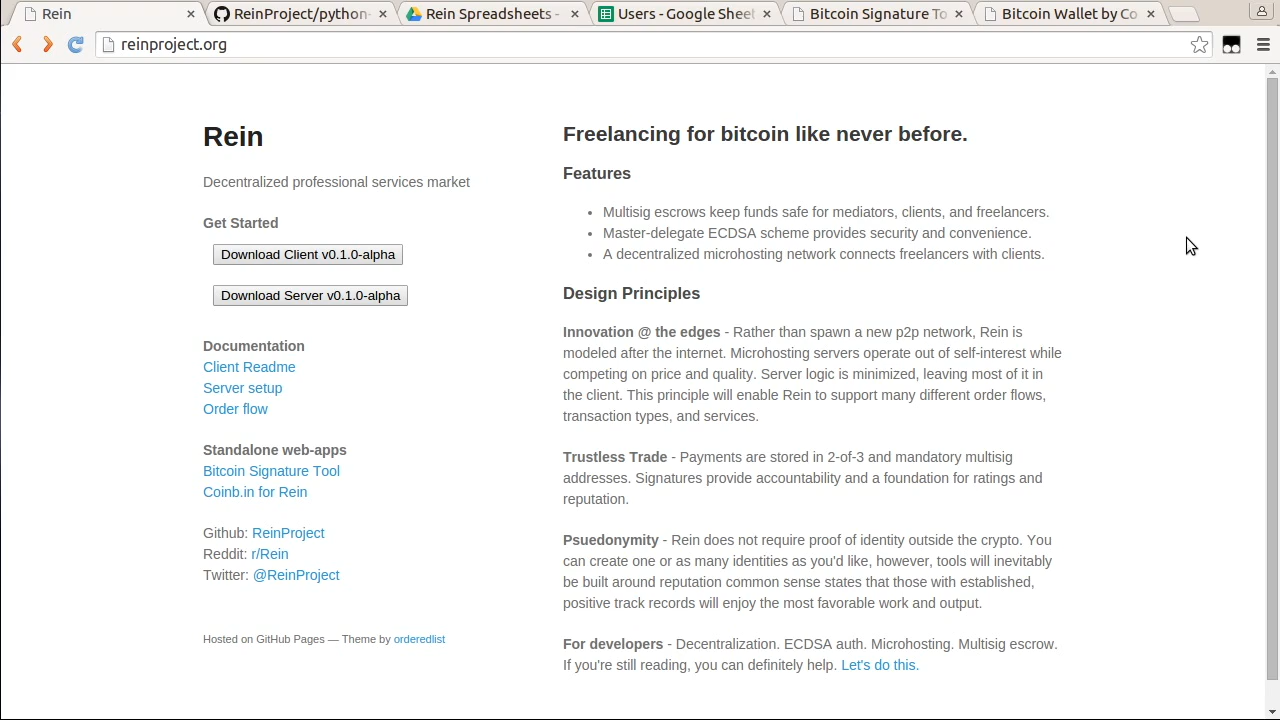 Rein
ReinProject/python-
Rein Spreadsheets -
Users - Google Sheet
Bitcoin Signature To
Bitcoin Wallet by Co
reinproject.org
Rein
Decentralized professional services market
Get Started
Download Client v0.1.0-alpha
Download Server v0.1.0-alpha
Documentation
Client Readme
Server setup
Order flow
Standalone web-apps
Bitcoin Signature Tool
Coinb.in for Rein
Github: ReinProject
Reddit: r/Rein
Twitter: @ReinProject
Hosted on GitHub Pages — Theme by orderedlist
Freelancing for bitcoin like never before.
Features
• Multisig escrows keep funds safe for mediators, clients, and freelancers.
• Master-delegate ECDSA scheme provides security and convenience.
• A decentralized microhosting network connects freelancers with clients.
Design Principles
Innovation @ the edges - Rather than spawn a new p2p network, Rein is
modeled after the internet. Microhosting servers operate out of self-interest while
competing on price and quality. Server logic is minimized, leaving most of it in
the client. This principle will enable Rein to support many different order flows,
transaction types, and services.
Trustless Trade - Payments are stored in 2-of-3 and mandatory multisig
addresses. Signatures provide accountability and a foundation for ratings and
reputation.
Psuedonymity - Rein does not require proof of identity outside the crypto. You
can create one or as many identities as you'd like, however, tools will inevitably
be built around reputation common sense states that those with established,
positive track records will enjoy the most favorable work and output.
For developers - Decentralization. ECDSA auth. Microhosting. Multisig escrow.
If you're still reading, you can definitely help. Let's do this.